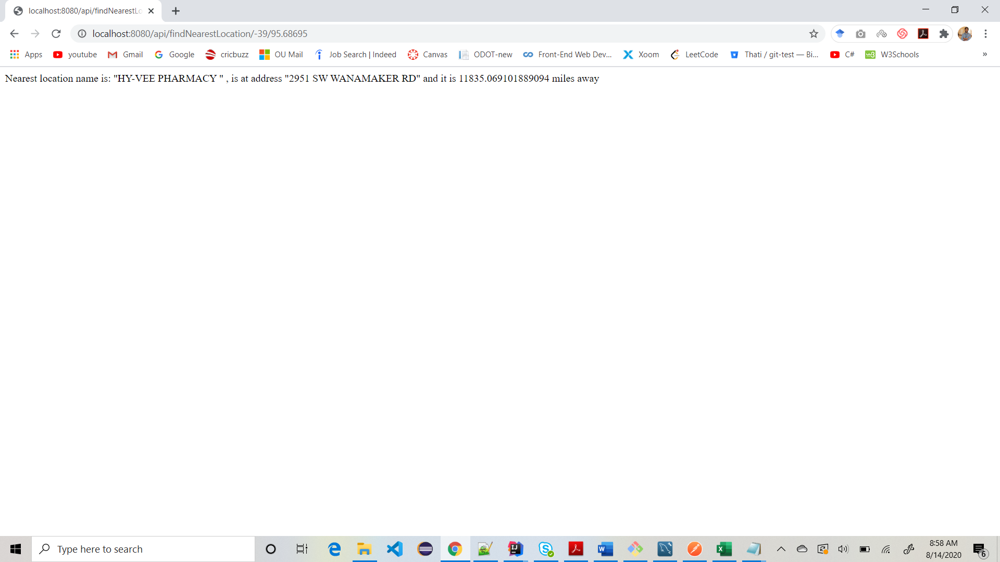 localhost:8080/api/findNearestLo
localhost:8080/api/findNearestLocation/-39/95.68695
Apps youtube Gmail Google cricbuzz OU Mail Job Search | Indeed Canvas ODOT-new Front-End Web Dev... Xoom LeetCode Thati / git-test — Bi... C# W3Schools »
Nearest location name is: "HY-VEE PHARMACY " , is at address "2951 SW WANAMAKER RD" and it is 11835.069101889094 miles away
Type here to search
8:58 AM
8/14/2020
6